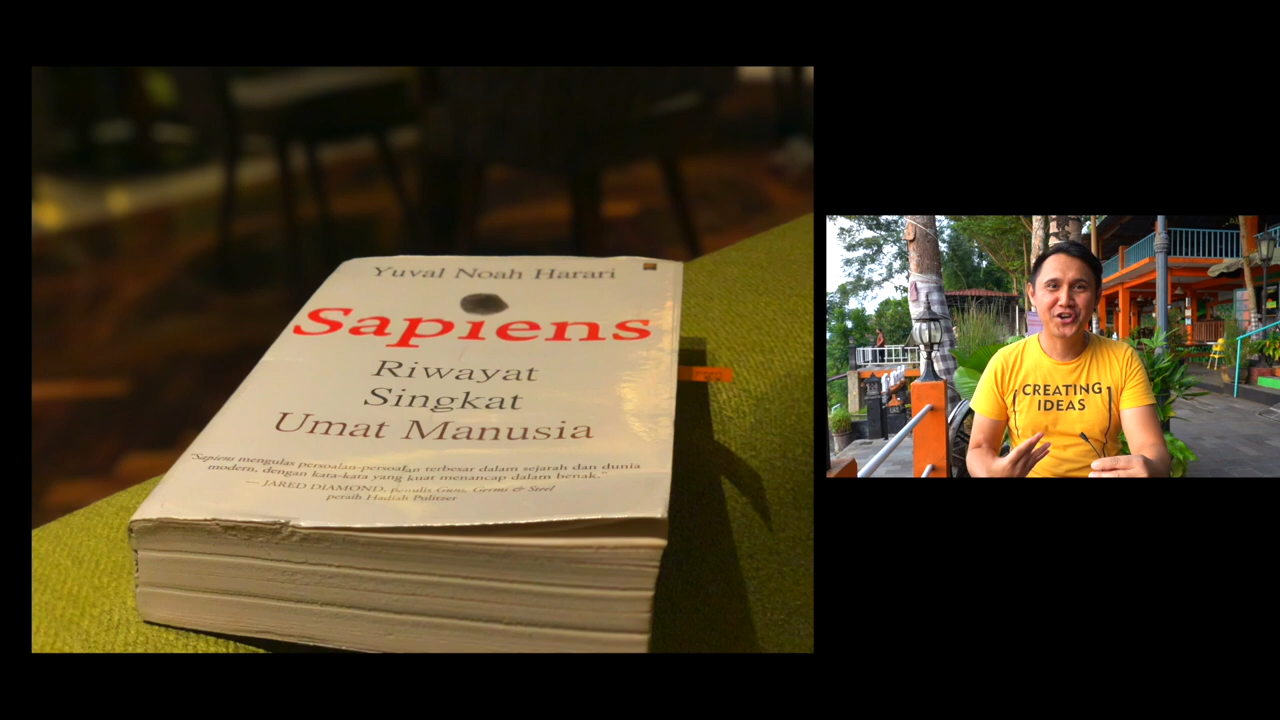 Yuval Noah Harari
Sapiens
Riwayat
Singkat
Umat Manusia
"Sapiens mengulas persoalan-persoalan terbesar dalam sejarah dan dunia
modern, dengan kata-kata yang kuat menancap dalam benak."
— JARED DIAMOND, penulis Guns, Germs & Steel
peraih Hadiah Pulitzer
CREATING
IDEAS